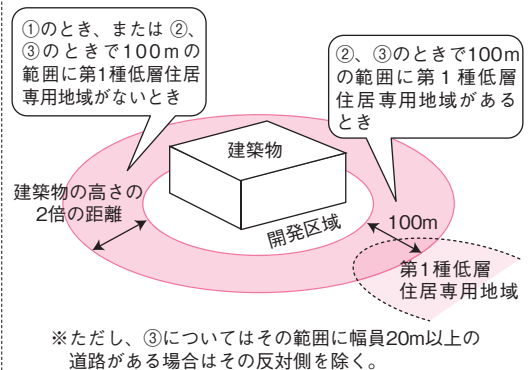 ①のとき、または ②、
③のときで100ｍの
範囲に第1種低層住居
専用地域がないとき
②、③のときで100m
の範囲に第１種低層
住居専用地域がある
とき
建築物
建築物の高さの
2倍の距離
開発区域
100m
第1種低層
住居専用地域
※ただし、③についてはその範囲に幅員20m以上の
道路がある場合はその反対側を除く。